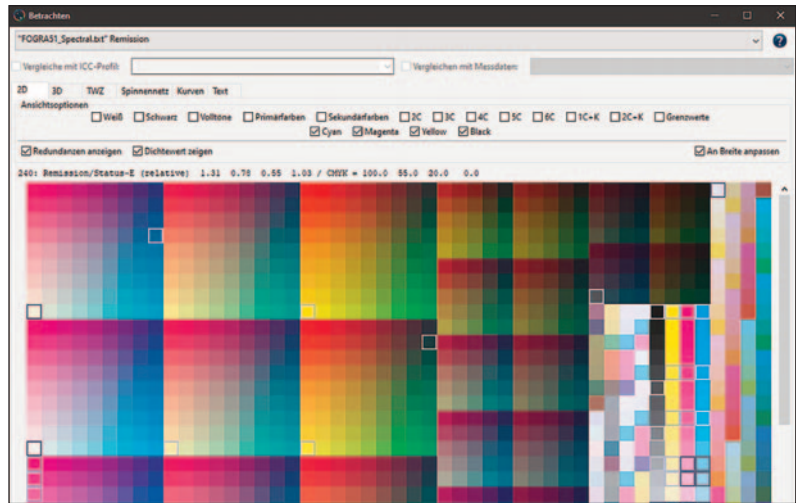 Betrachten
"FOGRA51_Spectral.txt" Remission
Vergleiche mit ICC-Profil:
Vergleichen mit Messdaten:
2D 3D TWZ Spinnennetz Kurven Text
Ansichtsoptionen
Weiß Schwarz Volltöne Primärfarben Sekundärfarben 2C 3C 4C 5C 6C 1C+K 2C+K Grenzwerte
Cyan Magenta Yellow Black
Redundanzen anzeigen Dichtewert zeigen An Breite anpassen
240: Remission/Status-E (relative) 1.31 0.78 0.55 1.03 / CMYK = 100.0 55.0 20.0 0.0